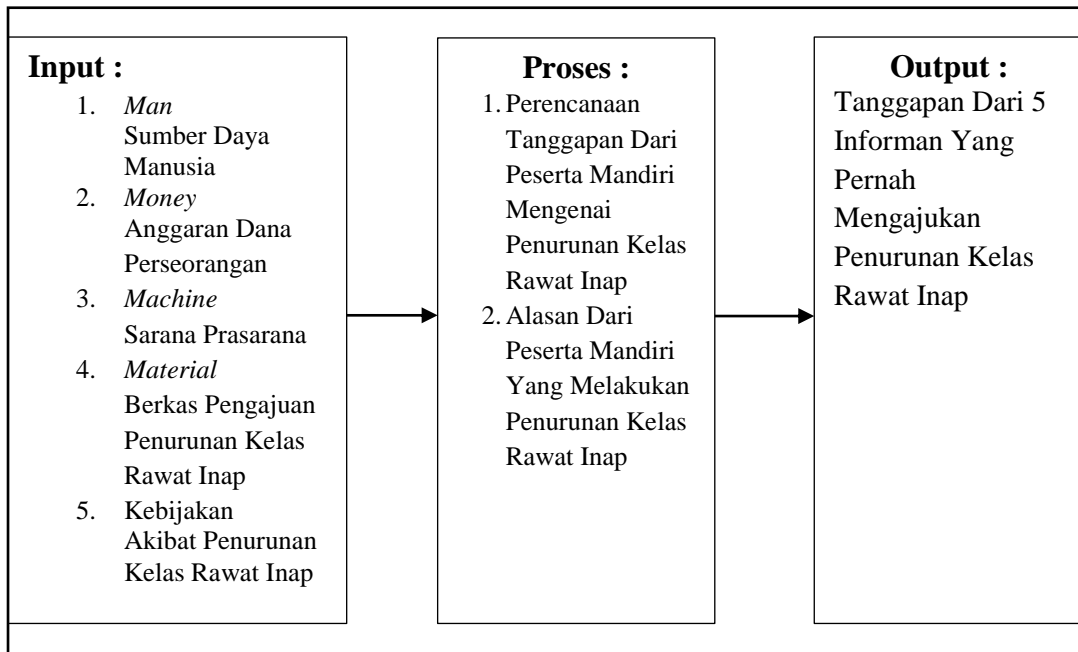 Input :
1. Man
Sumber Daya
Manusia
2. Money
Anggaran Dana
Perseorangan
3. Machine
Sarana Prasarana
4. Material
Berkas Pengajuan
Penurunan Kelas
Rawat Inap
5. Kebijakan
Akibat Penurunan
Kelas Rawat Inap
Proses :
1. Perencanaan
Tanggapan Dari
Peserta Mandiri
Mengenai
Penurunan Kelas
Rawat Inap
2. Alasan Dari
Peserta Mandiri
Yang Melakukan
Penurunan Kelas
Rawat Inap
Output :
Tanggapan Dari 5
Informan Yang
Pernah
Mengajukan
Penurunan Kelas
Rawat Inap